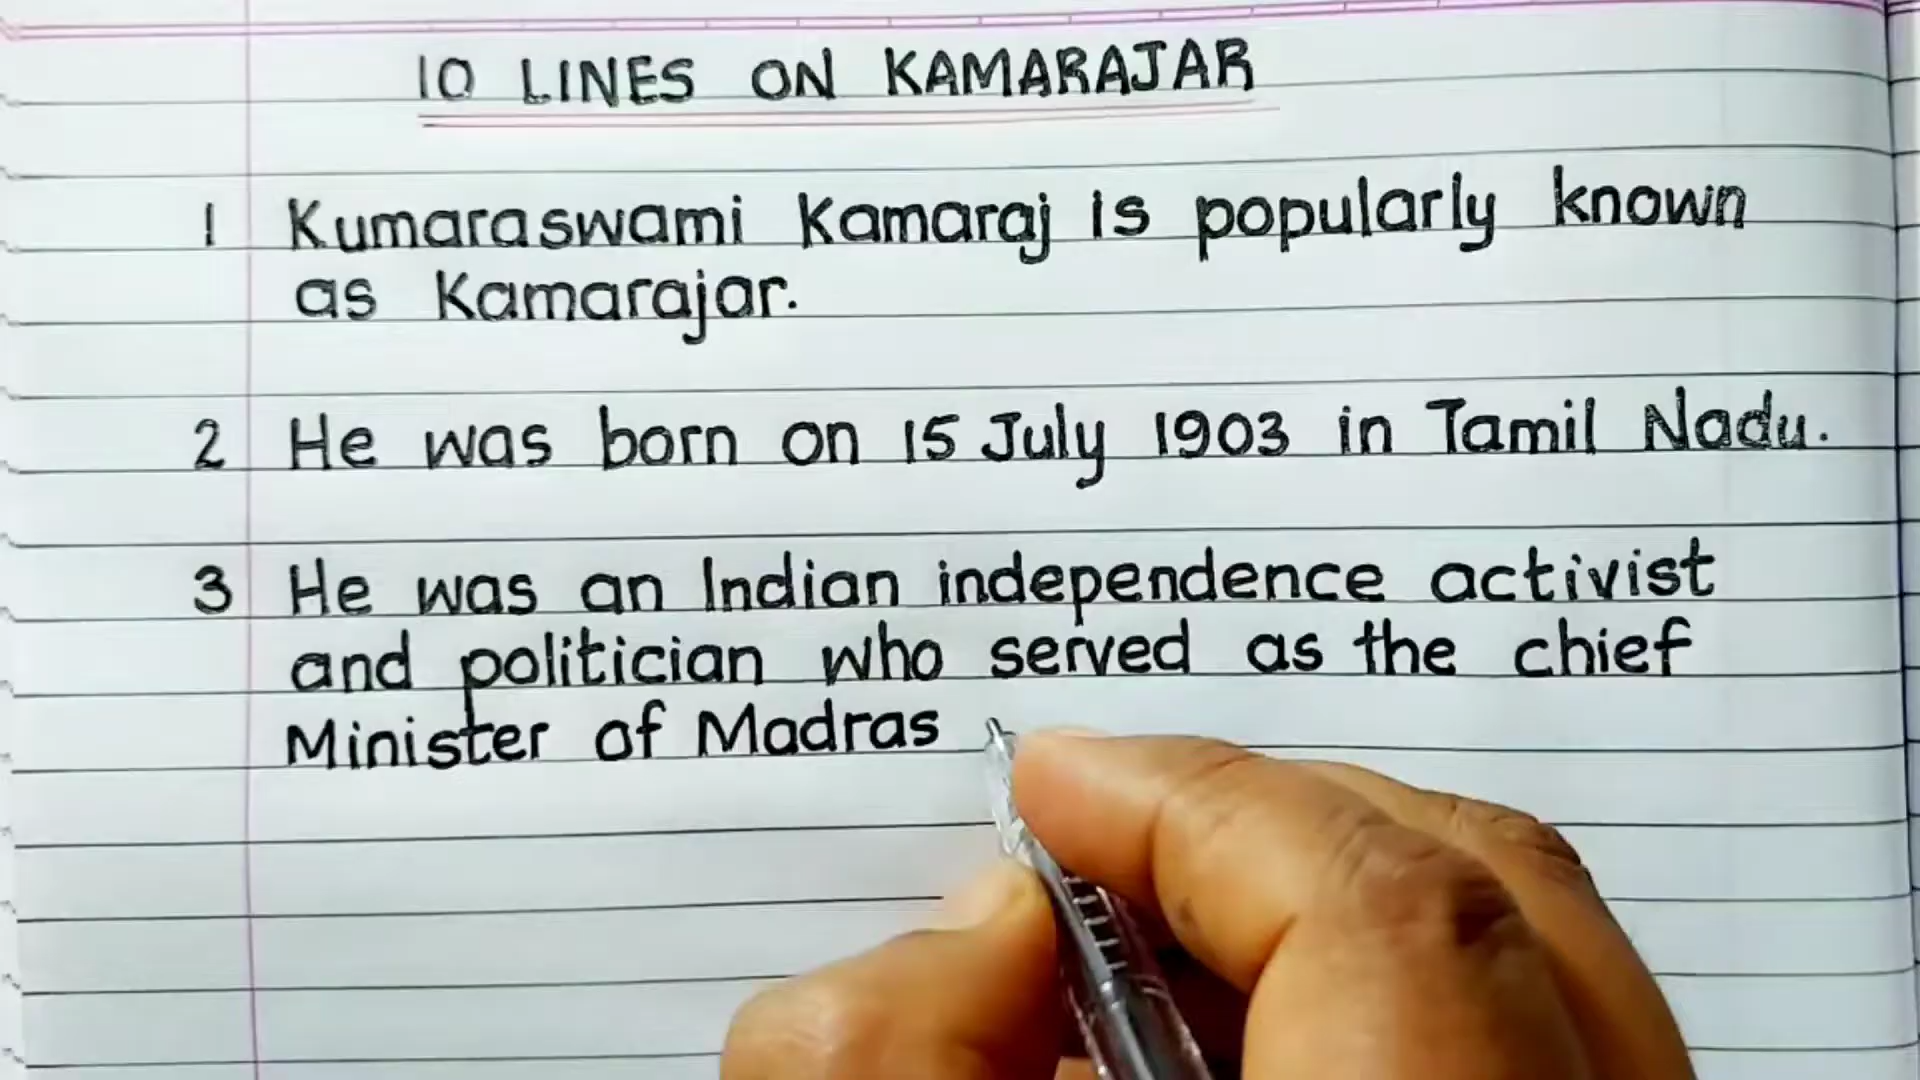 10 LINES ON KAMARAJAR
1 Kumaraswami Kamaraj is popularly known
as Kamarajar.
2 He was born on 15 July 1903 in Tamil Nadu.
3 He was an Indian independence activist
and politician who served as the chief
Minister of Madras